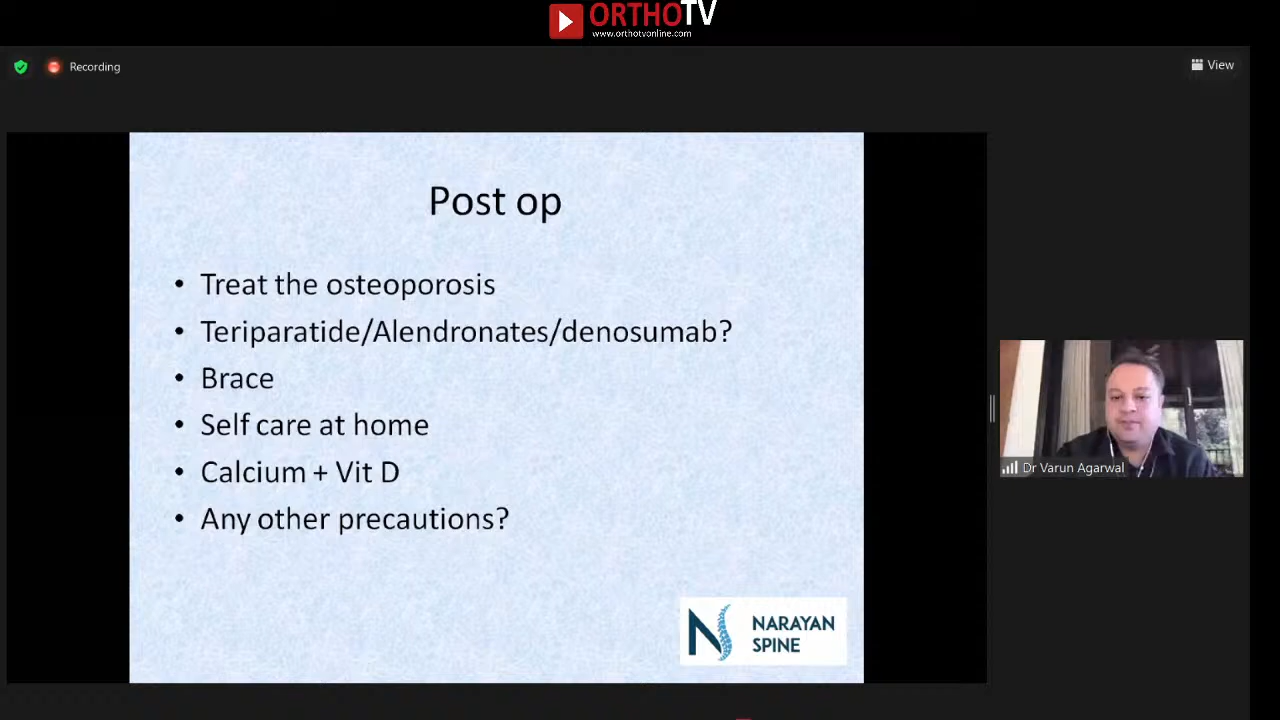 ORTHOTV
www.orthotvonline.com
Recording
View
Post op
• Treat the osteoporosis
• Teriparatide/Alendronates/denosumab?
• Brace
• Self care at home
• Calcium + Vit D
• Any other precautions?
Dr Varun Agarwal
N
NARAYAN
SPINE